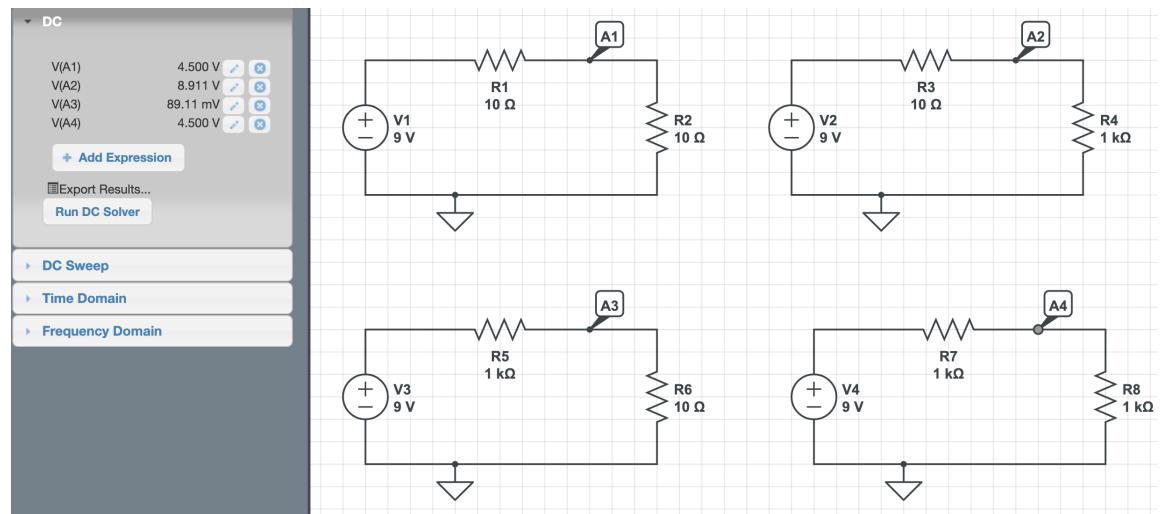 DC
V(A1) 4.500 V
V(A2) 8.911 V
V(A3) 89.11 mV
V(A4) 4.500 V
+ Add Expression
Export Results...
Run DC Solver
DC Sweep
Time Domain
Frequency Domain
A1
R1
10 Ω
V1
9 V
R2
10 Ω
A2
R3
10 Ω
V2
9 V
R4
1 kΩ
A3
R5
1 kΩ
V3
9 V
R6
10 Ω
A4
R7
1 kΩ
V4
9 V
R8
1 kΩ